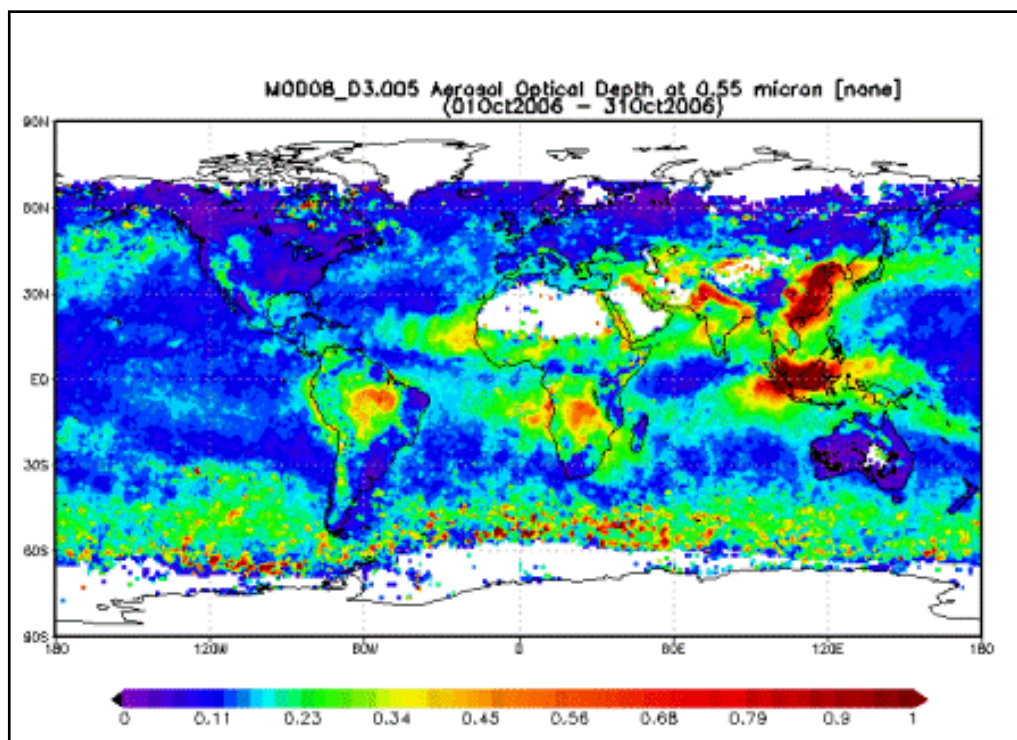 MOD08_D3.005 Aerosol Optical Depth at 0.55 micron [none]
(01Oct2006 - 31Oct2006)
90N
60N
30N
EQ
30S
60S
90S
180 120W 60W 0 60E 120E 180
0 0.11 0.23 0.34 0.45 0.56 0.68 0.79 0.9 1